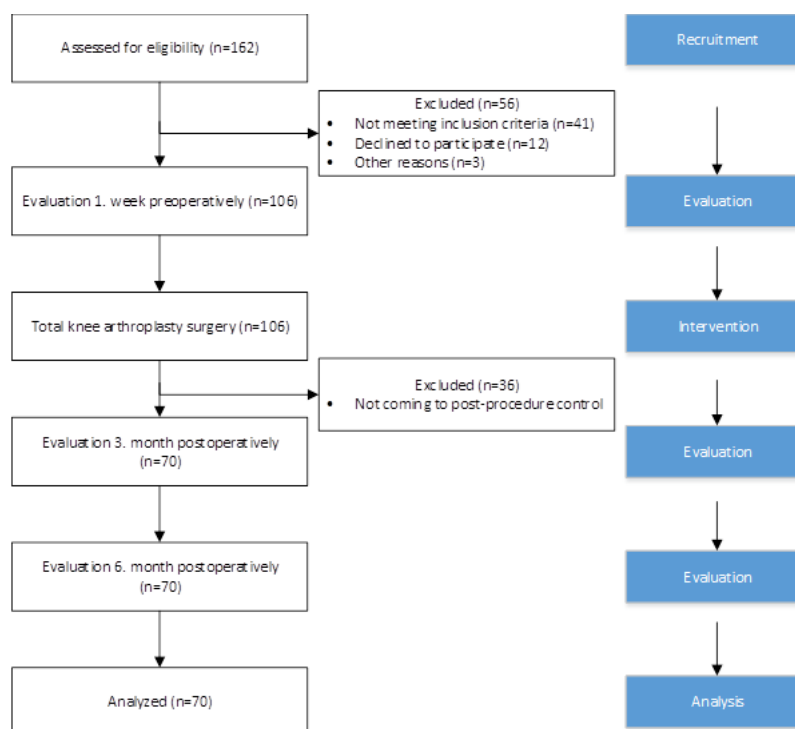 Assessed for eligibility (n=162)
Recruitment
Excluded (n=56)
• Not meeting inclusion criteria (n=41)
• Declined to participate (n=12)
• Other reasons (n=3)
Evaluation 1. week preoperatively (n=106)
Evaluation
Total knee arthroplasty surgery (n=106)
Intervention
Excluded (n=36)
• Not coming to post-procedure control
Evaluation 3. month postoperatively
(n=70)
Evaluation
Evaluation 6. month postoperatively
(n=70)
Evaluation
Analyzed (n=70)
Analysis